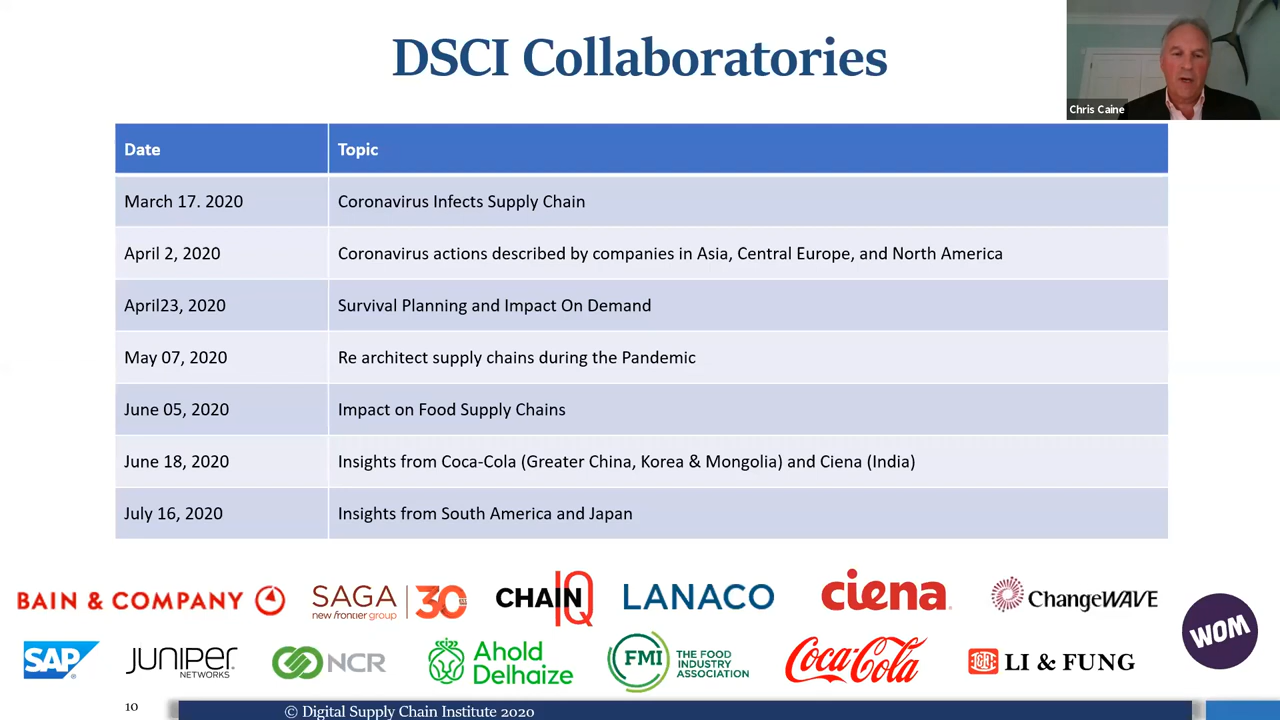 DSCI Collaboratories
Chris Caine
Date Topic
March 17. 2020 Coronavirus Infects Supply Chain
April 2, 2020 Coronavirus actions described by companies in Asia, Central Europe, and North America
April23, 2020 Survival Planning and Impact On Demand
May 07, 2020 Re architect supply chains during the Pandemic
June 05, 2020 Impact on Food Supply Chains
June 18, 2020 Insights from Coca-Cola (Greater China, Korea & Mongolia) and Ciena (India)
July 16, 2020 Insights from South America and Japan
BAIN & COMPANY
SAGA
new frontier group
30
CHAIN IQ
LANACO
ciena
ChangeWAVE
WOM
SAP
JUNIPER
NETWORKS
NCR
Ahold
Delhaize
FMI
THE FOOD
INDUSTRY
ASSOCIATION
Coca-Cola
LI & FUNG
10
© Digital Supply Chain Institute 2020